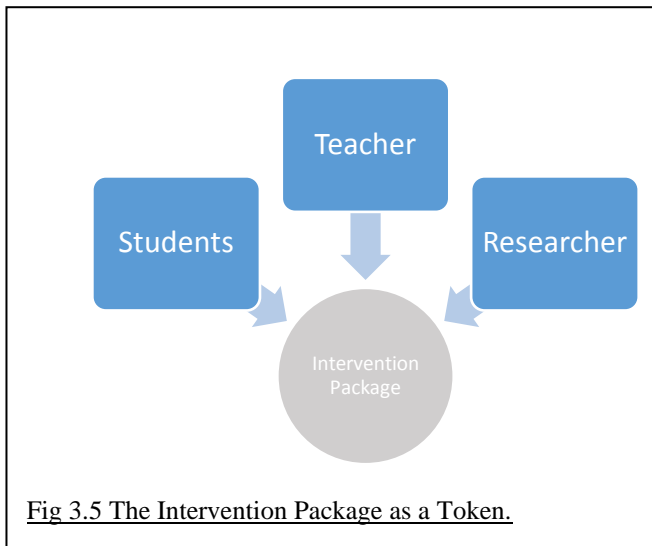 Teacher
Students
Researcher
Intervention
Package
Fig 3.5 The Intervention Package as a Token.